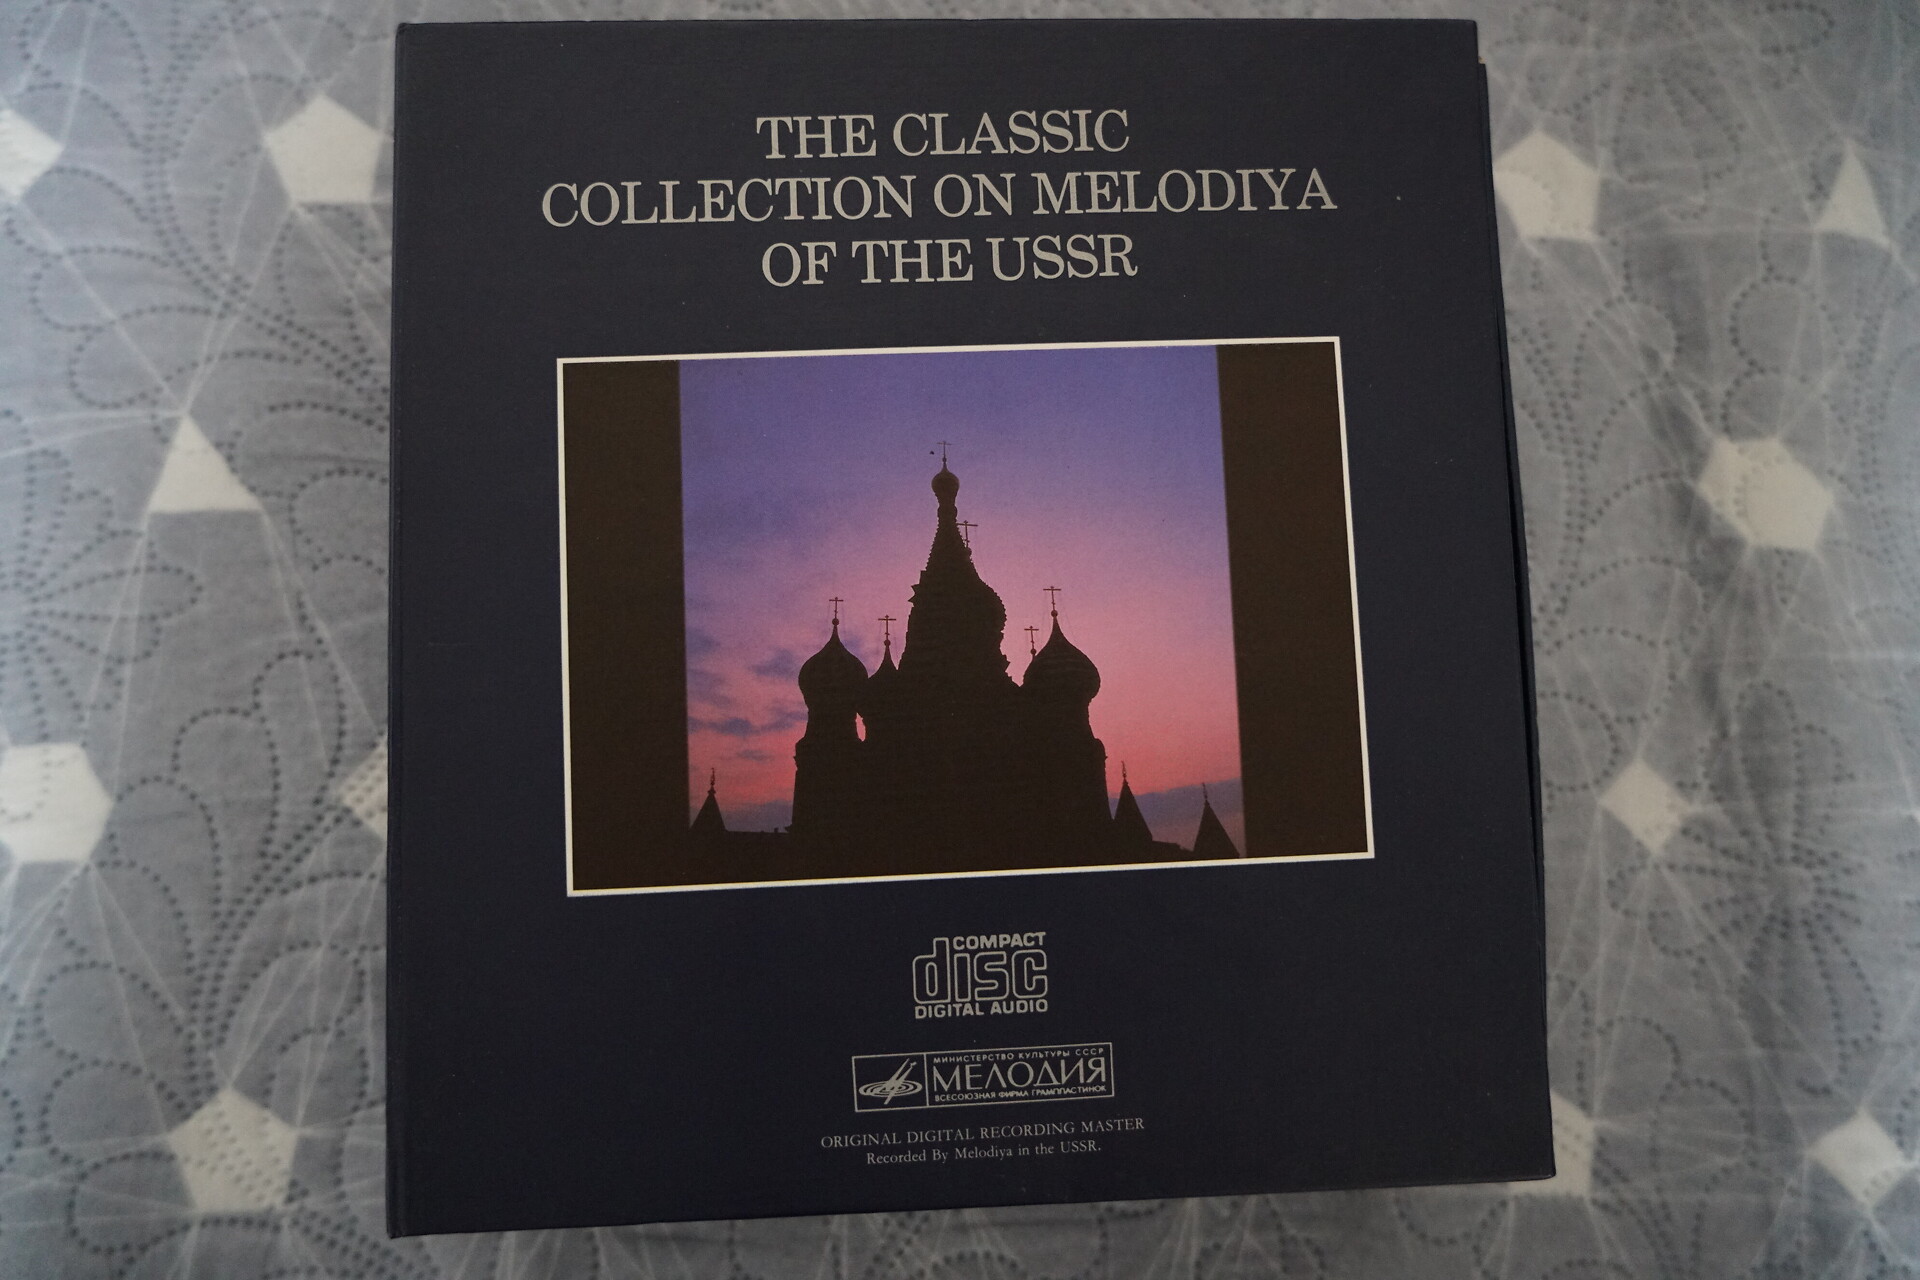 THE CLASSIC
COLLECTION ON MELODIYA
OF THE USSR
COMPACT
disc
DIGITAL AUDIO
МИНИСТЕРСТВО КУЛЬТУРЫ СССР
МЕЛОДИЯ
ВСЕСОЮЗНАЯ ФИРМА ГРАМПЛАСТИНОК
ORIGINAL DIGITAL RECORDING MASTER
Recorded By Melodiya in the USSR.